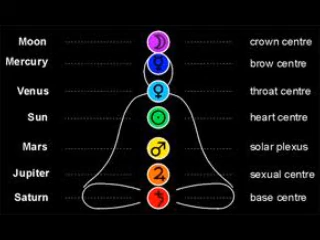 Moon crown centre
Mercury brow centre
Venus throat centre
Sun heart centre
Mars solar plexus
Jupiter sexual centre
Saturn base centre